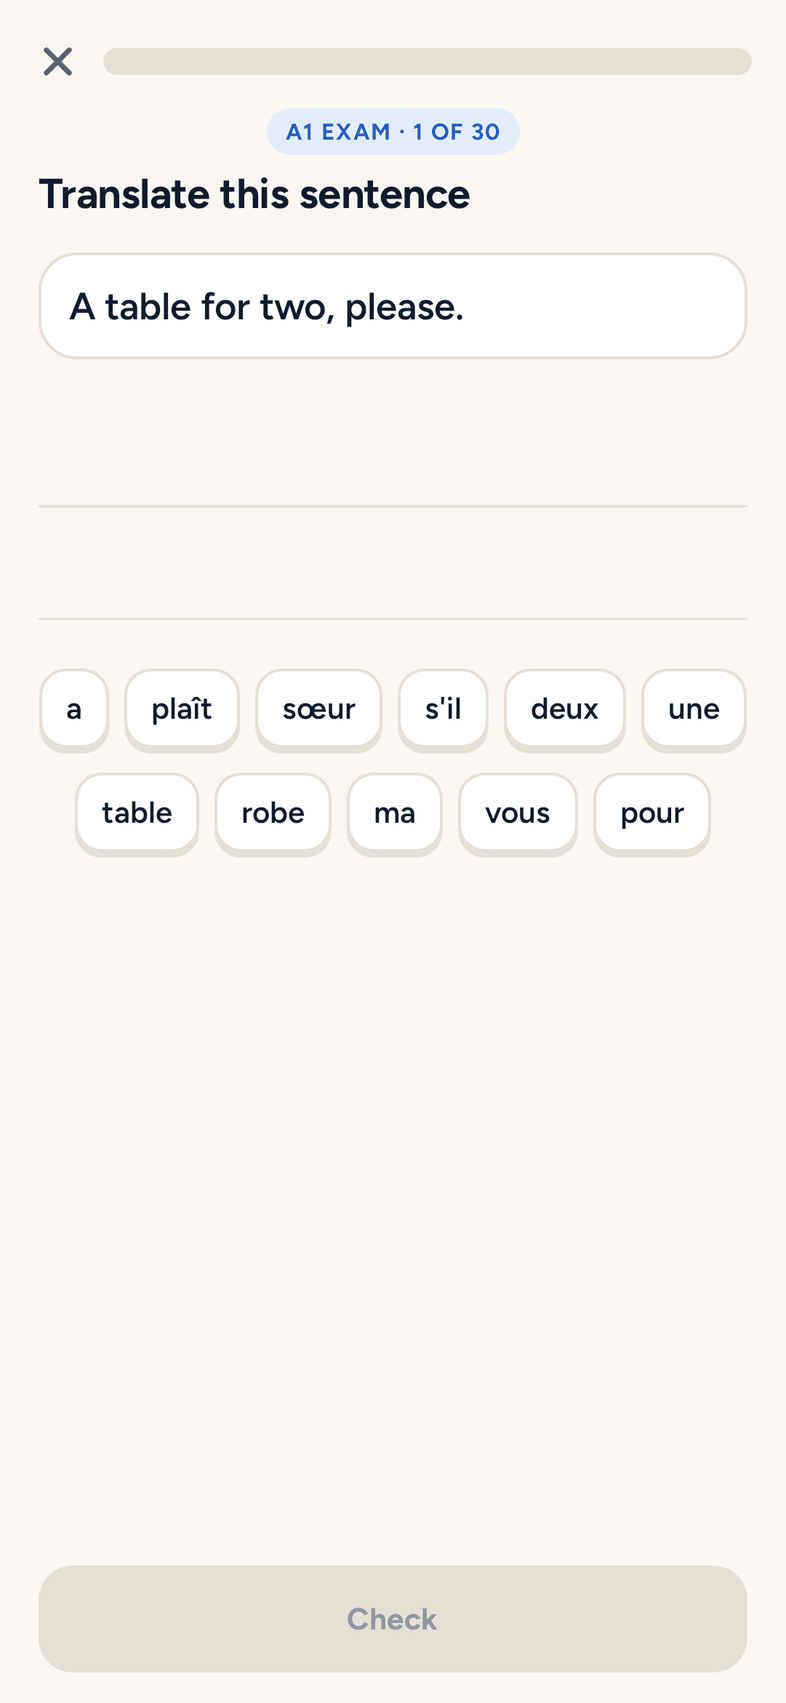 A1 EXAM · 1 OF 30
Translate this sentence
A table for two, please.
a plaît sœur s'il deux une
table robe ma vous pour
Check